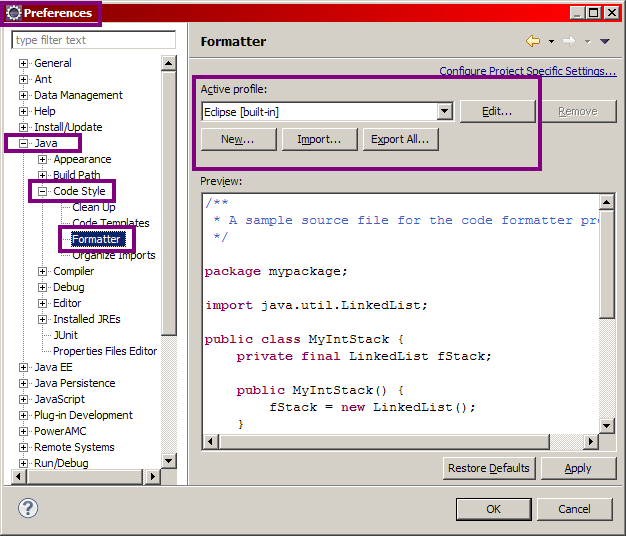 Preferences
type filter text
General
Ant
Data Management
Help
Install/Update
Java
Appearance
Build Path
Code Style
Clean Up
Code Templates
Formatter
Organize Imports
Compiler
Debug
Editor
Installed JREs
JUnit
Properties Files Editor
Java EE
Java Persistence
JavaScript
Plug-in Development
PowerAMC
Remote Systems
Run/Debug
Formatter
Configure Project Specific Settings...
Active profile:
Eclipse [built-in]
Edit...
Remove
New...
Import...
Export All...
Preview:
/**
* A sample source file for the code formatter pre
*/
package mypackage;
import java.util.LinkedList;
public class MyIntStack {
private final LinkedList fStack;
public MyIntStack() {
fStack = new LinkedList();
}
Restore Defaults
Apply
?
OK
Cancel